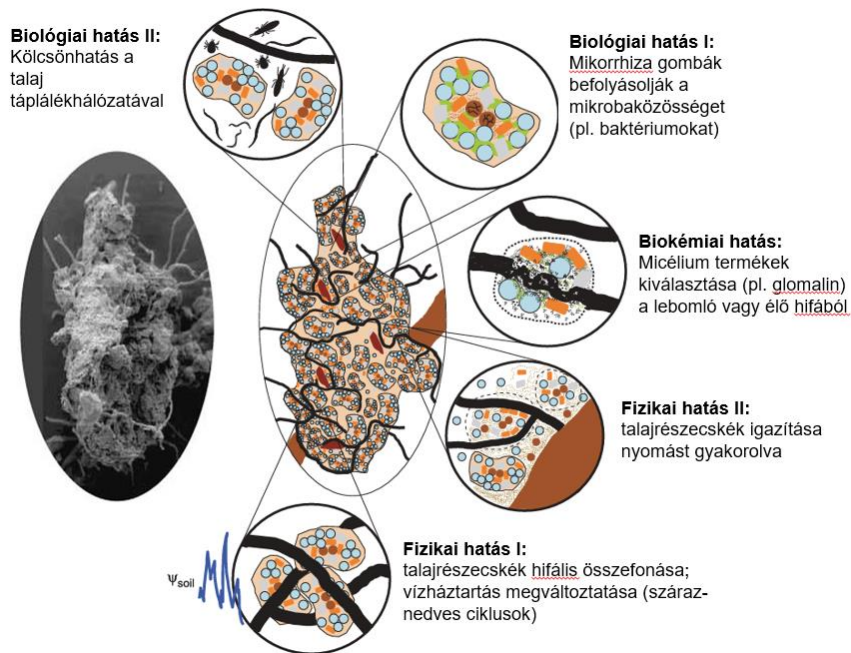 Biológiai hatás II:
Kölcsönhatás a
talaj
táplálékhálózatával
Biológiai hatás I:
Mikorrhiza gombák
befolyásolják a
mikrobaközösséget
(pl. baktériumokat)
Biokémiai hatás:
Micélium termékek
kiválasztása (pl. glomalin)
a lebomló vagy élő hifából
Fizikai hatás II:
talajrészecskék igazítása
nyomást gyakorolva
Fizikai hatás I:
talajrészecskék hifális összefonása;
vízháztartás megváltoztatása (száraz-
nedves ciklusok)
Ψsoil